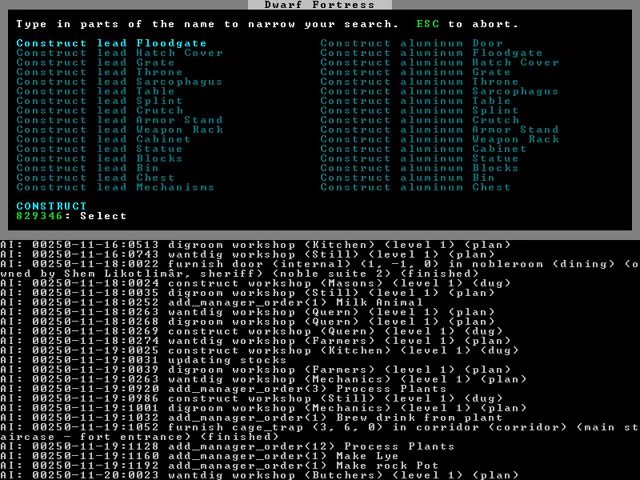 Dwarf Fortress
Type in parts of the name to narrow your search.  ESC to abort.
Construct lead Floodgate Construct aluminum Door
Construct lead Hatch Cover Construct aluminum Floodgate
Construct lead Grate Construct aluminum Hatch Cover
Construct lead Throne Construct aluminum Grate
Construct lead Sarcophagus Construct aluminum Throne
Construct lead Table Construct aluminum Sarcophagus
Construct lead Splint Construct aluminum Table
Construct lead Crutch Construct aluminum Splint
Construct lead Armor Stand Construct aluminum Crutch
Construct lead Weapon Rack Construct aluminum Armor Stand
Construct lead Cabinet Construct aluminum Weapon Rack
Construct lead Statue Construct aluminum Cabinet
Construct lead Blocks Construct aluminum Statue
Construct lead Bin Construct aluminum Blocks
Construct lead Chest Construct aluminum Bin
Construct lead Mechanisms Construct aluminum Chest
CONSTRUCT
829346: Select
AI: 00250-11-16:0513 digroom workshop (Kitchen) (level 1) (plan)
AI: 00250-11-16:0743 wantdig workshop (Still) (level 1) (plan)
AI: 00250-11-18:0022 furnish door (internal) (1, -1, 0) in nobleroom (dining) (o
wned by Shem Likotlimâr, sheriff) (noble suite 2) (finished)
AI: 00250-11-18:0024 construct workshop (Masons) (level 1) (dug)
AI: 00250-11-18:0035 digroom workshop (Still) (level 1) (plan)
AI: 00250-11-18:0252 add_manager_order(1) Milk Animal
AI: 00250-11-18:0263 wantdig workshop (Quern) (level 1) (plan)
AI: 00250-11-18:0268 digroom workshop (Quern) (level 1) (plan)
AI: 00250-11-18:0269 construct workshop (Quern) (level 1) (dug)
AI: 00250-11-18:0274 wantdig workshop (Farmers) (level 1) (plan)
AI: 00250-11-19:0025 construct workshop (Kitchen) (level 1) (dug)
AI: 00250-11-19:0031 updating stocks
AI: 00250-11-19:0039 digroom workshop (Farmers) (level 1) (plan)
AI: 00250-11-19:0263 wantdig workshop (Mechanics) (level 1) (plan)
AI: 00250-11-19:0920 add_manager_order(3) Process Plants
AI: 00250-11-19:0986 construct workshop (Still) (level 1) (dug)
AI: 00250-11-19:1001 digroom workshop (Mechanics) (level 1) (plan)
AI: 00250-11-19:1032 add_manager_order(1) Brew drink from plant
AI: 00250-11-19:1052 furnish cage_trap (3, 6, 0) in corridor (corridor) (main st
aircase - fort entrance) (finished)
AI: 00250-11-19:1128 add_manager_order(12) Process Plants
AI: 00250-11-19:1160 add_manager_order(1) Make Lye
AI: 00250-11-19:1192 add_manager_order(1) Make rock Pot
AI: 00250-11-20:0023 wantdig workshop (Butchers) (level 1) (plan)